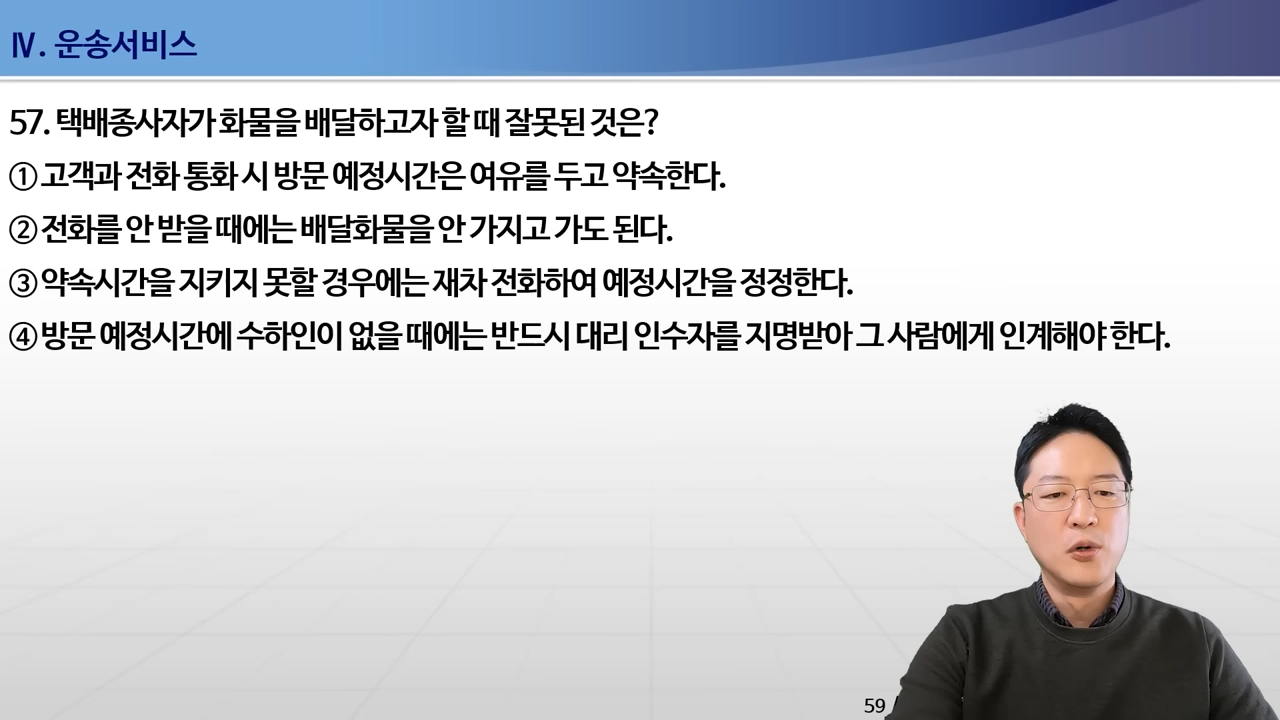 Ⅳ. 운송서비스
57. 택배종사자가 화물을 배달하고자 할 때 잘못된 것은?
① 고객과 전화 통화 시 방문 예정시간은 여유를 두고 약속한다.
② 전화를 안 받을 때에는 배달화물을 안 가지고 가도 된다.
③ 약속시간을 지키지 못할 경우에는 재차 전화하여 예정시간을 정정한다.
④ 방문 예정시간에 수하인이 없을 때에는 반드시 대리 인수자를 지명받아 그 사람에게 인계해야 한다.
59